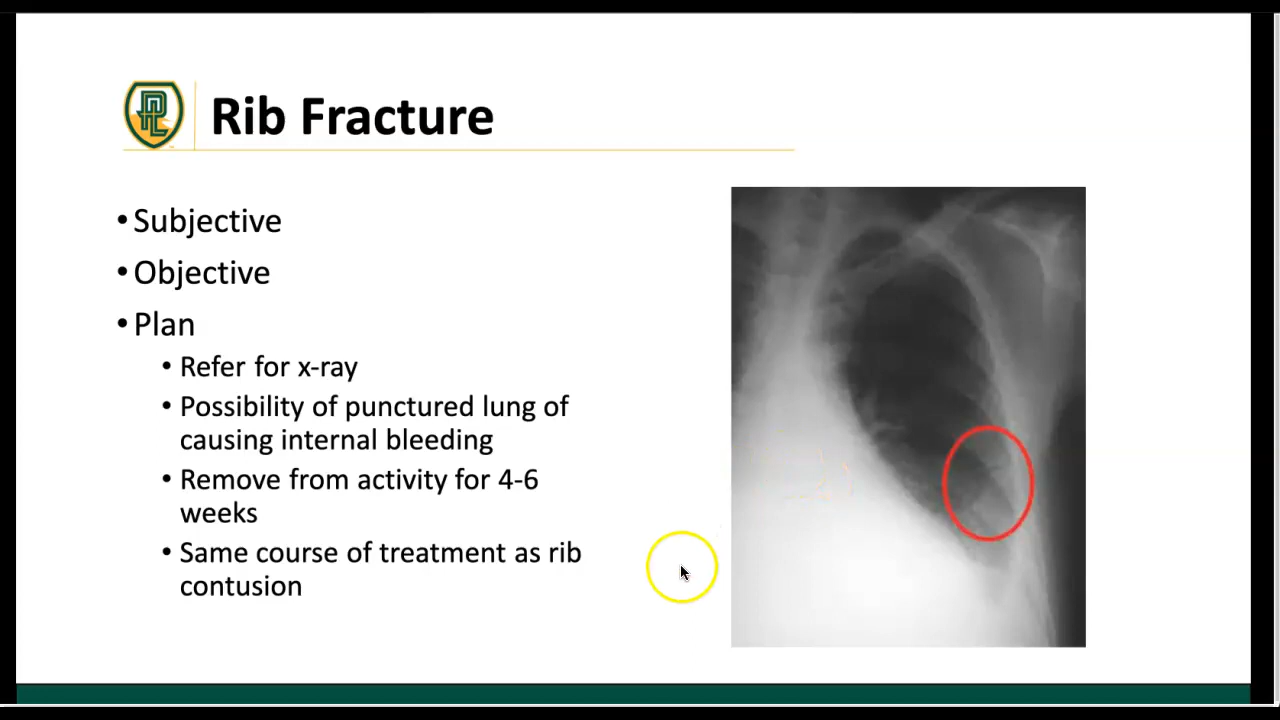 Rib Fracture
•Subjective
•Objective
•Plan
• Refer for x-ray
• Possibility of punctured lung of
causing internal bleeding
• Remove from activity for 4-6
weeks
• Same course of treatment as rib
contusion